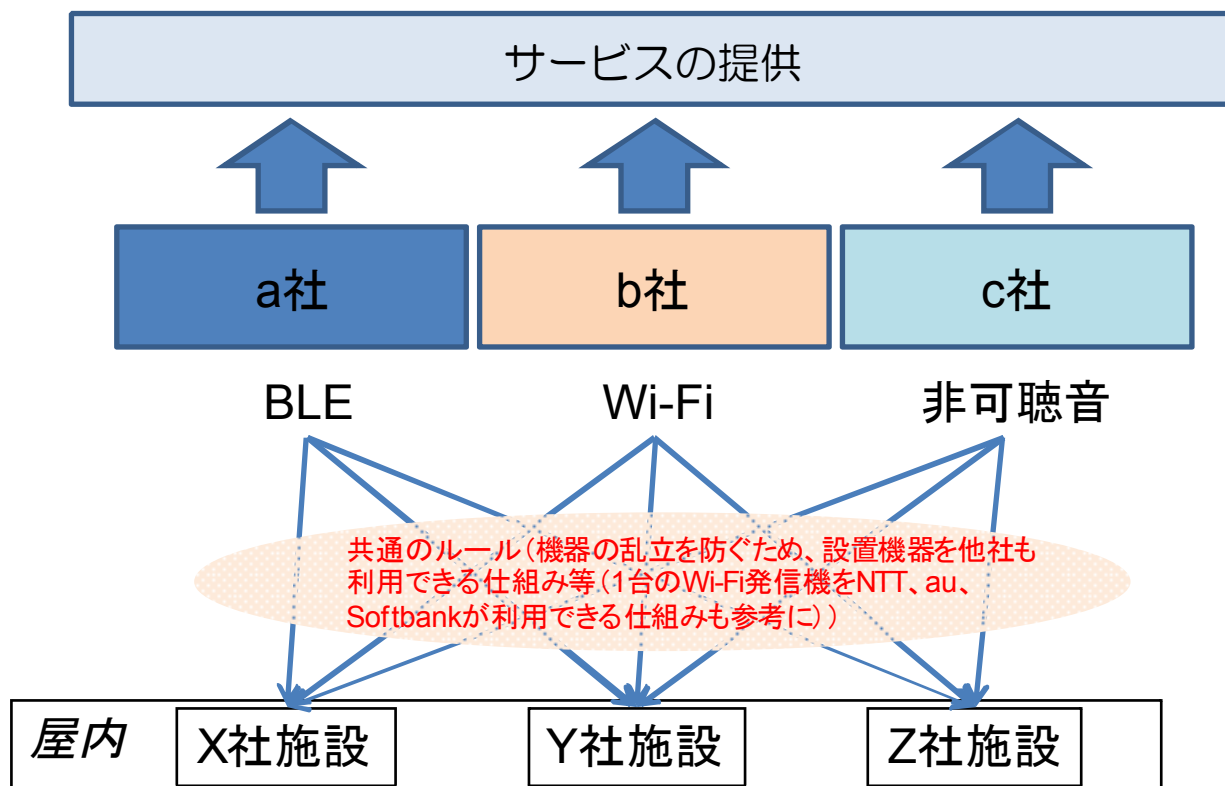 サービスの提供
a社
b社
c社
BLE
Wi-Fi
非可聴音
共通のルール（機器の乱立を防ぐため、設置機器を他社も
利用できる仕組み等（1台のWi-Fi発信機をNTT、au、
Softbankが利用できる仕組みも参考に））
屋内
X社施設
Y社施設
Z社施設